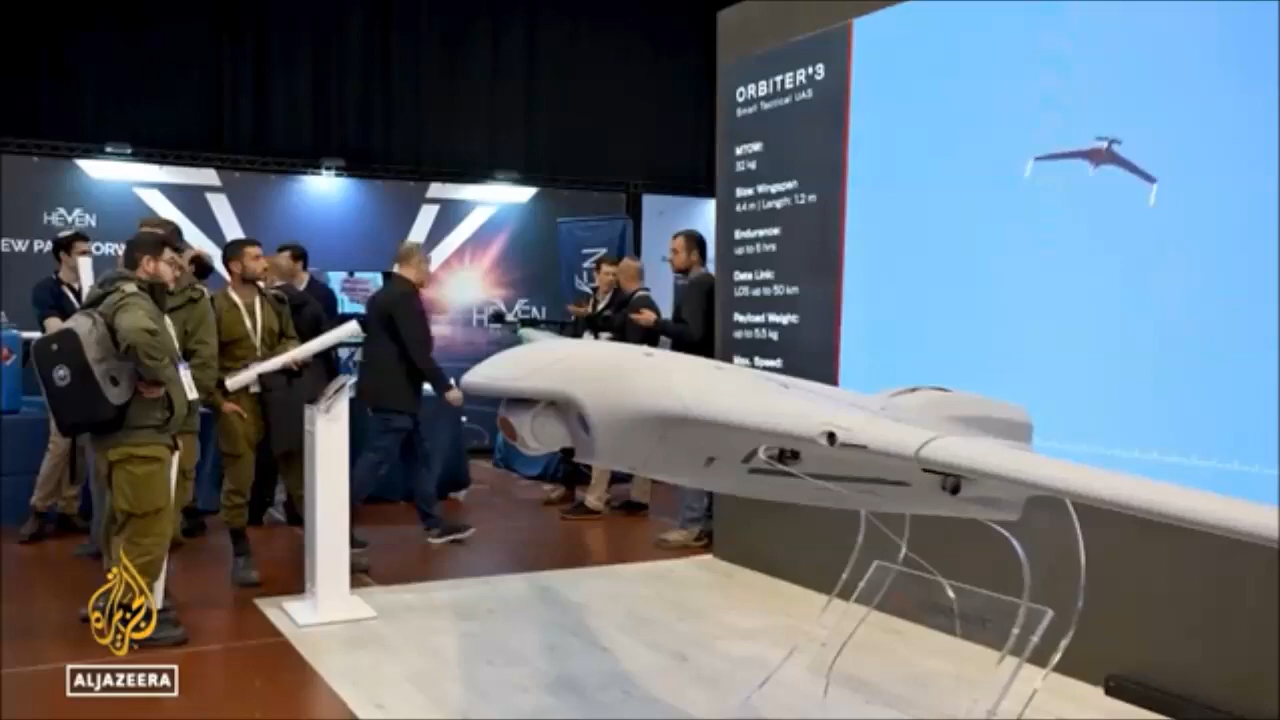 ORBITER*3
Small Tactical UAS
MTOW:
32 kg
Size: Wingspan
4.4 m | Length: 1.2 m
Endurance:
up to 6 hrs
Data Link:
LOS up to 50 km
Payload Weight:
up to 5.5 kg
Max. Speed:
HEVEN
EW PA
ORW
HEVEN
الجزيرة
ALJAZEERA